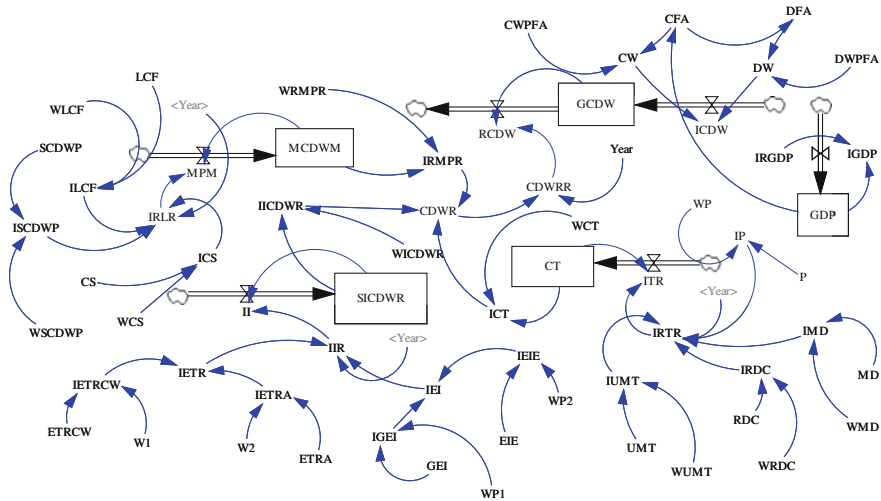 DFA
CWPFA
CFA
CW
DW
DWPFA
LCF
WRMPR
GCDW
ICDW
WLCF
<Year>
RCDW
SCDWP
MCDWM
Year
IRGDP
IGDP
MPM
IRMPR
ILCF
CDWRR
IRLR
IICDWR
CDWR
WP
GDP
ISCDWP
WCT
IP
ICS
WICDWR
CT
CS
ITR
P
SICDWR
<Year>
WCS
II
ICT
WSCDWP
<Year>
IRTR
IMD
IIR
IEIE
IETR
IRDC
MD
IETRCW
IEI
IUMT
IETRA
WP2
RDC
WMD
ETRCW
W1
W2
IGEI
EIE
UMT
ETRA
GEI
WUMT
WRDC
WP1